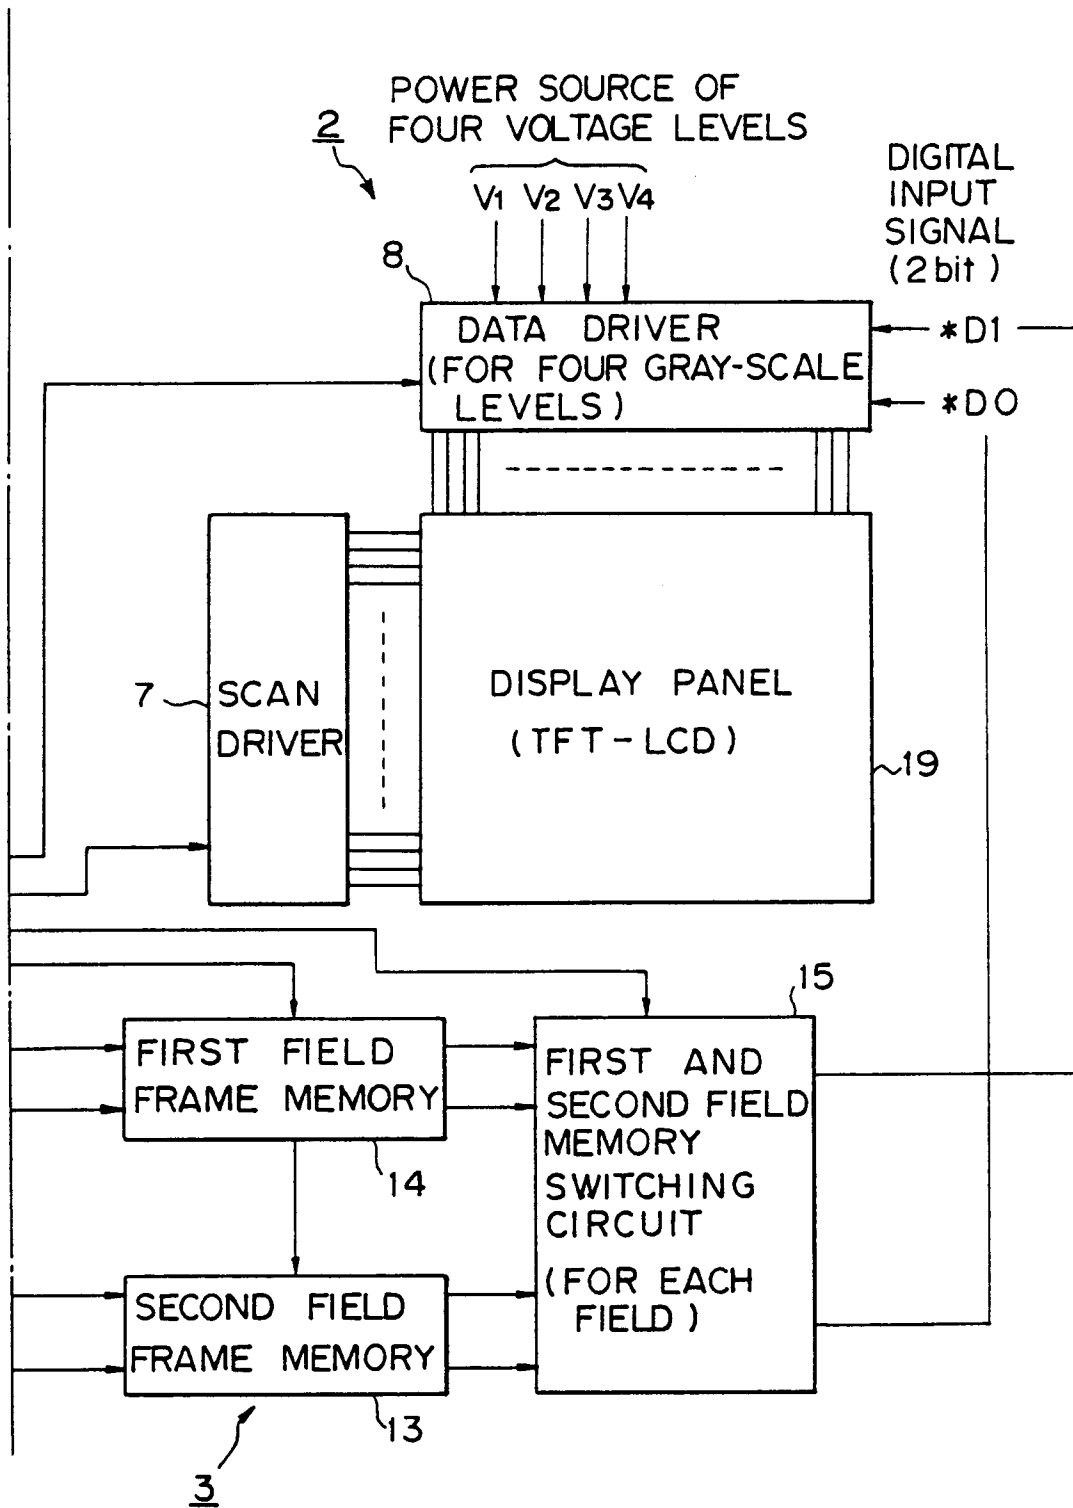 POWER SOURCE OF
FOUR VOLTAGE LEVELS
2
V1 V2 V3 V4
DIGITAL
INPUT
SIGNAL
(2bit)
8
DATA DRIVER
(FOR FOUR GRAY-SCALE
LEVELS)
*D1
*D0
7
SCAN
DRIVER
DISPLAY PANEL
(TFT-LCD)
19
15
FIRST FIELD
FRAME MEMORY
14
FIRST AND
SECOND FIELD
MEMORY
SWITCHING
CIRCUIT
(FOR EACH
FIELD)
SECOND FIELD
FRAME MEMORY
13
3